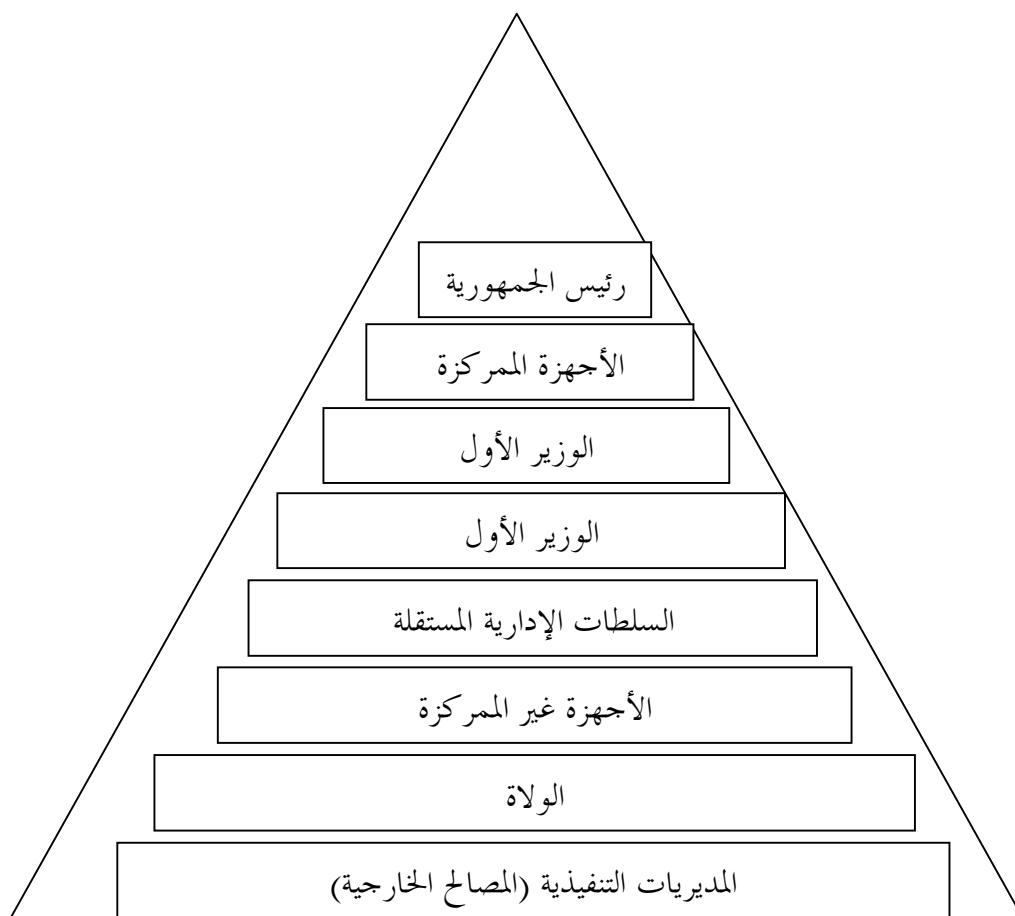 رئيس الجمهورية
الأجهزة الممركزة
الوزير الأول
الوزير الأول
السلطات الإدارية المستقلة
الأجهزة غير الممركزة
الولاة
المديريات التنفيذية (المصالح الخارجية)